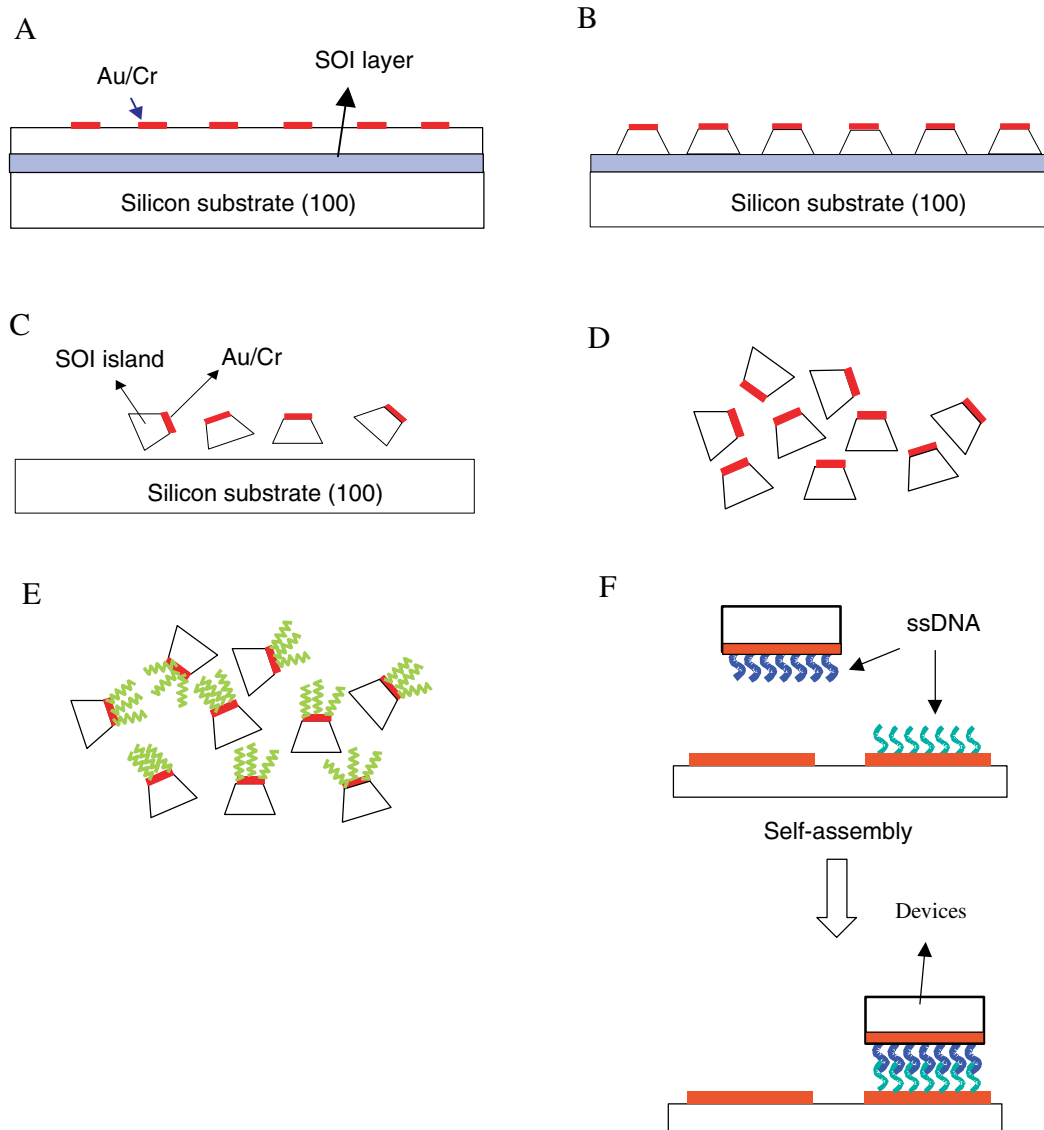 A
Au/Cr
SOI layer
Silicon substrate (100)
B
Silicon substrate (100)
C
SOI island
Au/Cr
Silicon substrate (100)
D
E
F
ssDNA
Self-assembly
Devices